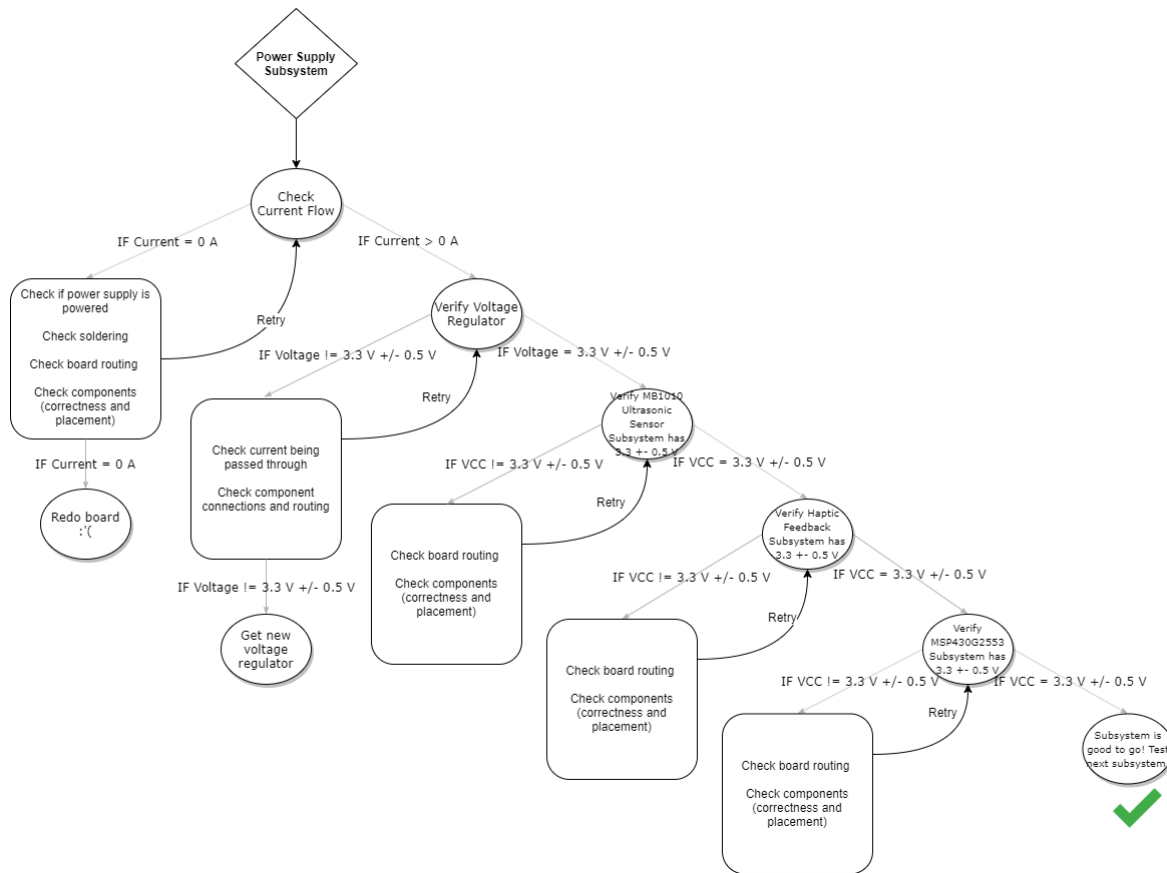 Power Supply
Subsystem
Check
Current Flow
IF Current = 0 A
IF Current > 0 A
Check if power supply is
powered
Check soldering
Check board routing
Check components
(correctness and
placement)
Retry
Verify Voltage
Regulator
IF Voltage != 3.3 V +/- 0.5 V
IF Voltage = 3.3 V +/- 0.5 V
IF Current = 0 A
Redo board
:'(
Check current being
passed through
Check component
connections and routing
Retry
Verify MB1010
Ultrasonic
Sensor
Subsystem has
3.3 +- 0.5 V
IF Voltage != 3.3 V +/- 0.5 V
Get new
voltage
regulator
IF VCC != 3.3 V +/- 0.5 V
IF VCC = 3.3 V +/- 0.5 V
Check board routing
Check components
(correctness and
placement)
Retry
Verify Haptic
Feedback
Subsystem has
3.3 +- 0.5 V
IF VCC != 3.3 V +/- 0.5 V
IF VCC = 3.3 V +/- 0.5 V
Check board routing
Check components
(correctness and
placement)
Retry
Verify
MSP430G2553
Subsystem has
3.3 +- 0.5 V
IF VCC != 3.3 V +/- 0.5 V
IF VCC = 3.3 V +/- 0.5 V
Check board routing
Check components
(correctness and
placement)
Retry
Subsystem is
good to go! Test
next subsystem